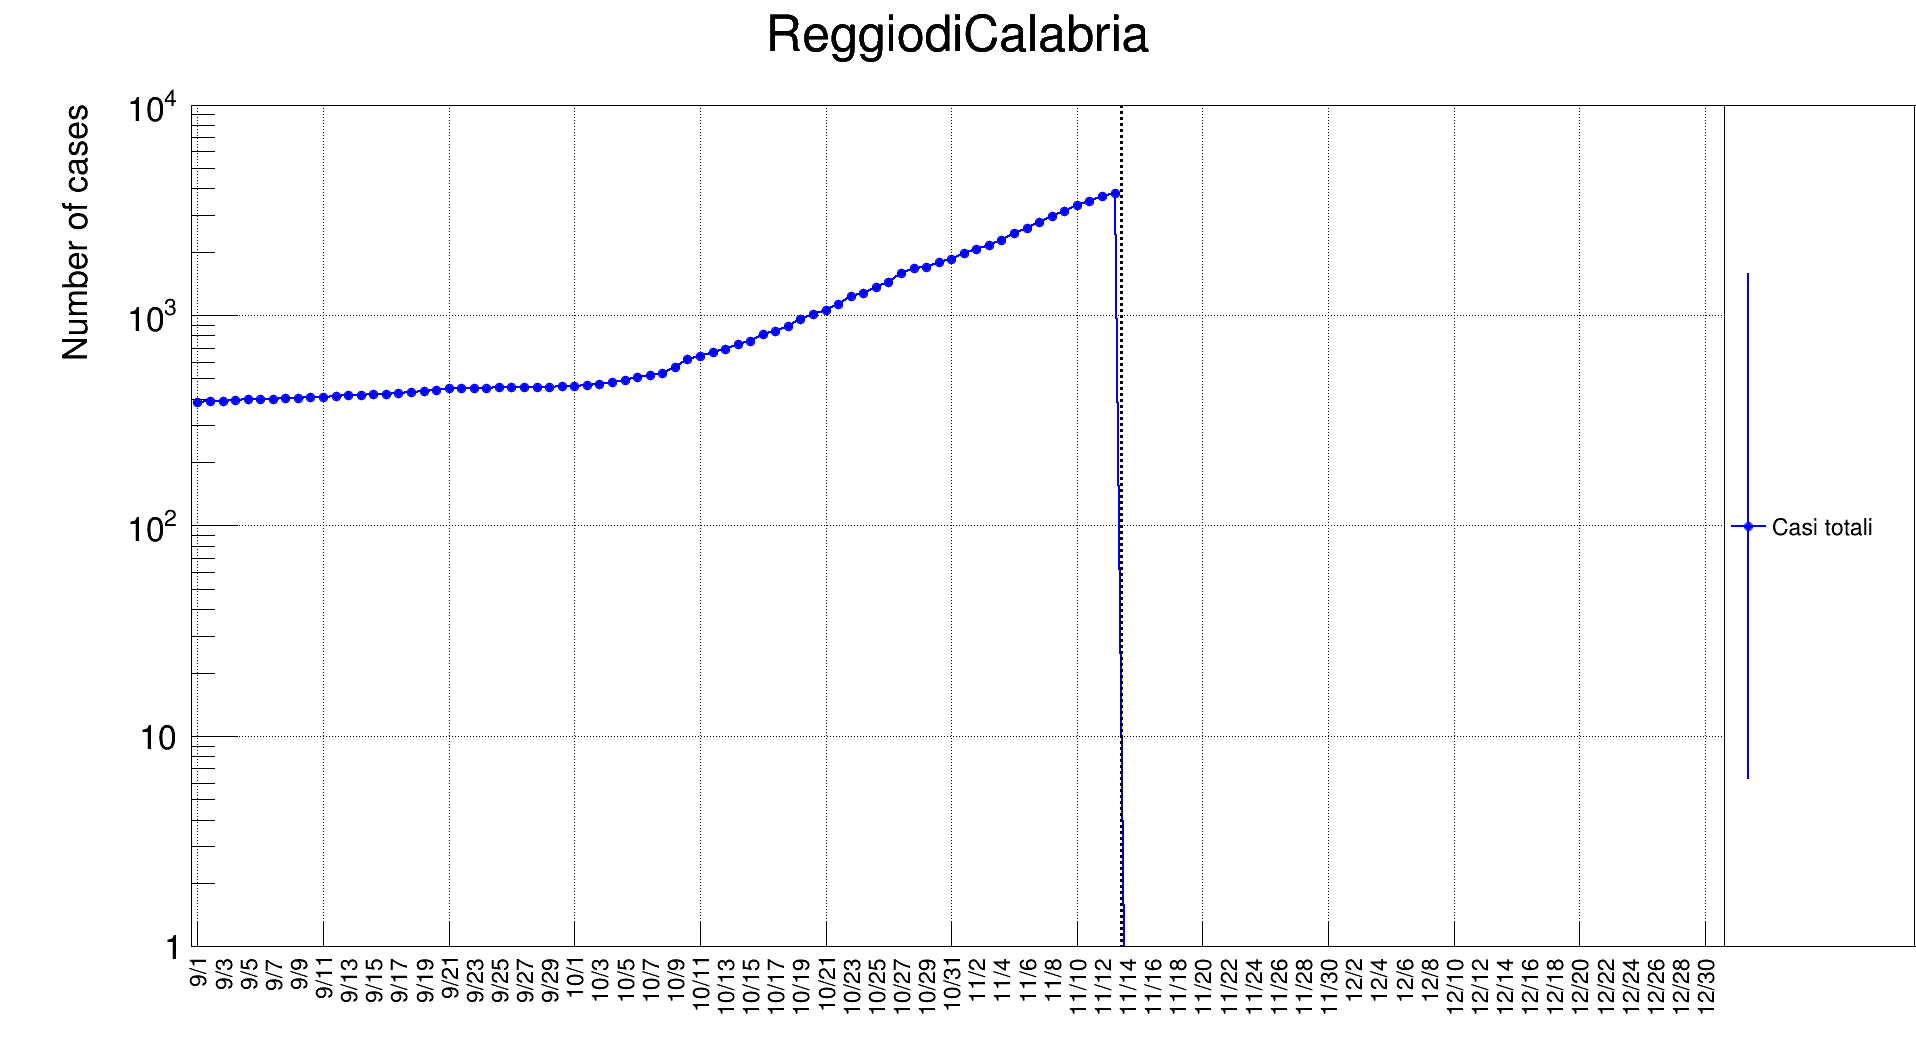 ReggiodiCalabria
Number of cases
10^4
10^3
10^2
10
1
9/1 9/3 9/5 9/7 9/9 9/11 9/13 9/15 9/17 9/19 9/21 9/23 9/25 9/27 9/29 10/1 10/3 10/5 10/7 10/9 10/11 10/13 10/15 10/17 10/19 10/21 10/23 10/25 10/27 10/29 10/31 11/2 11/4 11/6 11/8 11/10 11/12 11/14 11/16 11/18 11/20 11/22 11/24 11/26 11/28 11/30 12/2 12/4 12/6 12/8 12/10 12/12 12/14 12/16 12/18 12/20 12/22 12/24 12/26 12/28 12/30
Casi totali